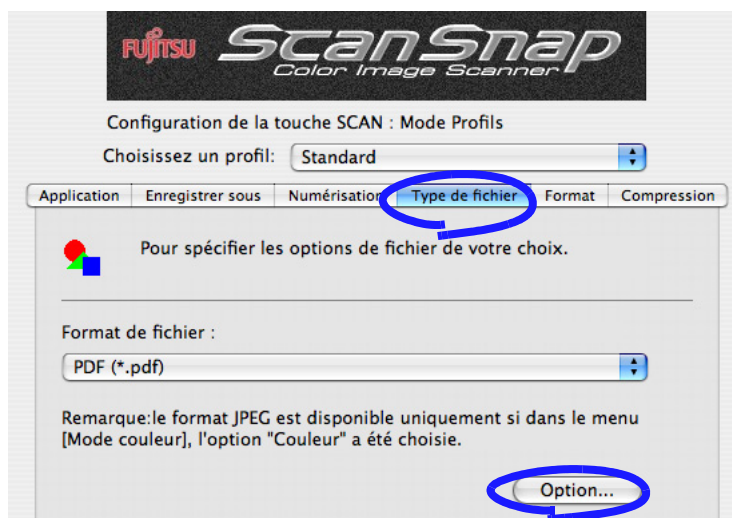 FUJITSU ScanSnap
Color Image Scanner
Configuration de la touche SCAN : Mode Profils
Choisissez un profil: Standard
Application Enregistrer sous Numérisation Type de fichier Format Compression
Pour spécifier les options de fichier de votre choix.
Format de fichier :
PDF (*.pdf)
Remarque:le format JPEG est disponible uniquement si dans le menu
[Mode couleur], l'option "Couleur" a été choisie.
Option...